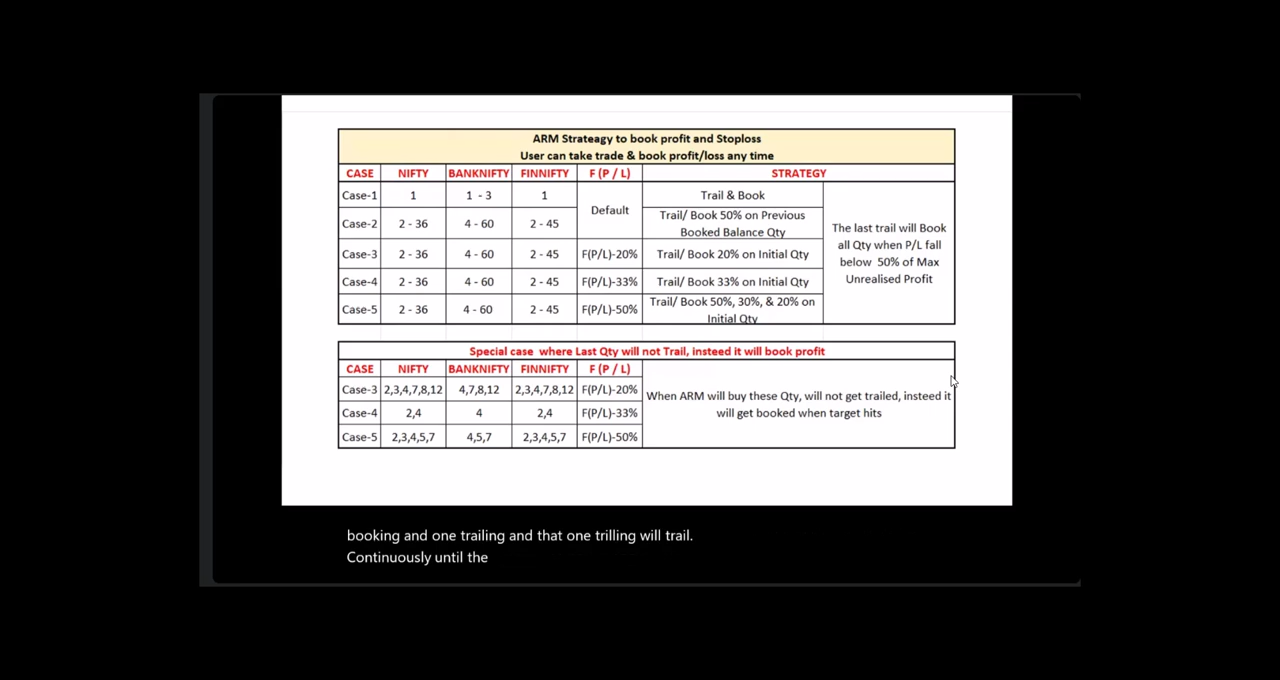 ARM Strateagy to book profit and Stoploss
User can take trade & book profit/loss any time
CASE NIFTY BANKNIFTY FINNIFTY F (P / L) STRATEGY
Case-1 1 1 - 3 1 Default Trail & Book
Case-2 2 - 36 4 - 60 2 - 45 Trail/ Book 50% on Previous
Booked Balance Qty
Case-3 2 - 36 4 - 60 2 - 45 F(P/L)-20% Trail/ Book 20% on Initial Qty
Case-4 2 - 36 4 - 60 2 - 45 F(P/L)-33% Trail/ Book 33% on Initial Qty
Case-5 2 - 36 4 - 60 2 - 45 F(P/L)-50% Trail/ Book 50%, 30%, & 20% on
Initial Qty
The last trail will Book
all Qty when P/L fall
below 50% of Max
Unrealised Profit
Special case where Last Qty will not Trail, insteed it will book profit
CASE NIFTY BANKNIFTY FINNIFTY F (P / L)
Case-3 2,3,4,7,8,12 4,7,8,12 2,3,4,7,8,12 F(P/L)-20%
Case-4 2,4 4 2,4 F(P/L)-33%
Case-5 2,3,4,5,7 4,5,7 2,3,4,5,7 F(P/L)-50%
When ARM will buy these Qty, will not get trailed, insteed it
will get booked when target hits
booking and one trailing and that one trilling will trail.
Continuously until the